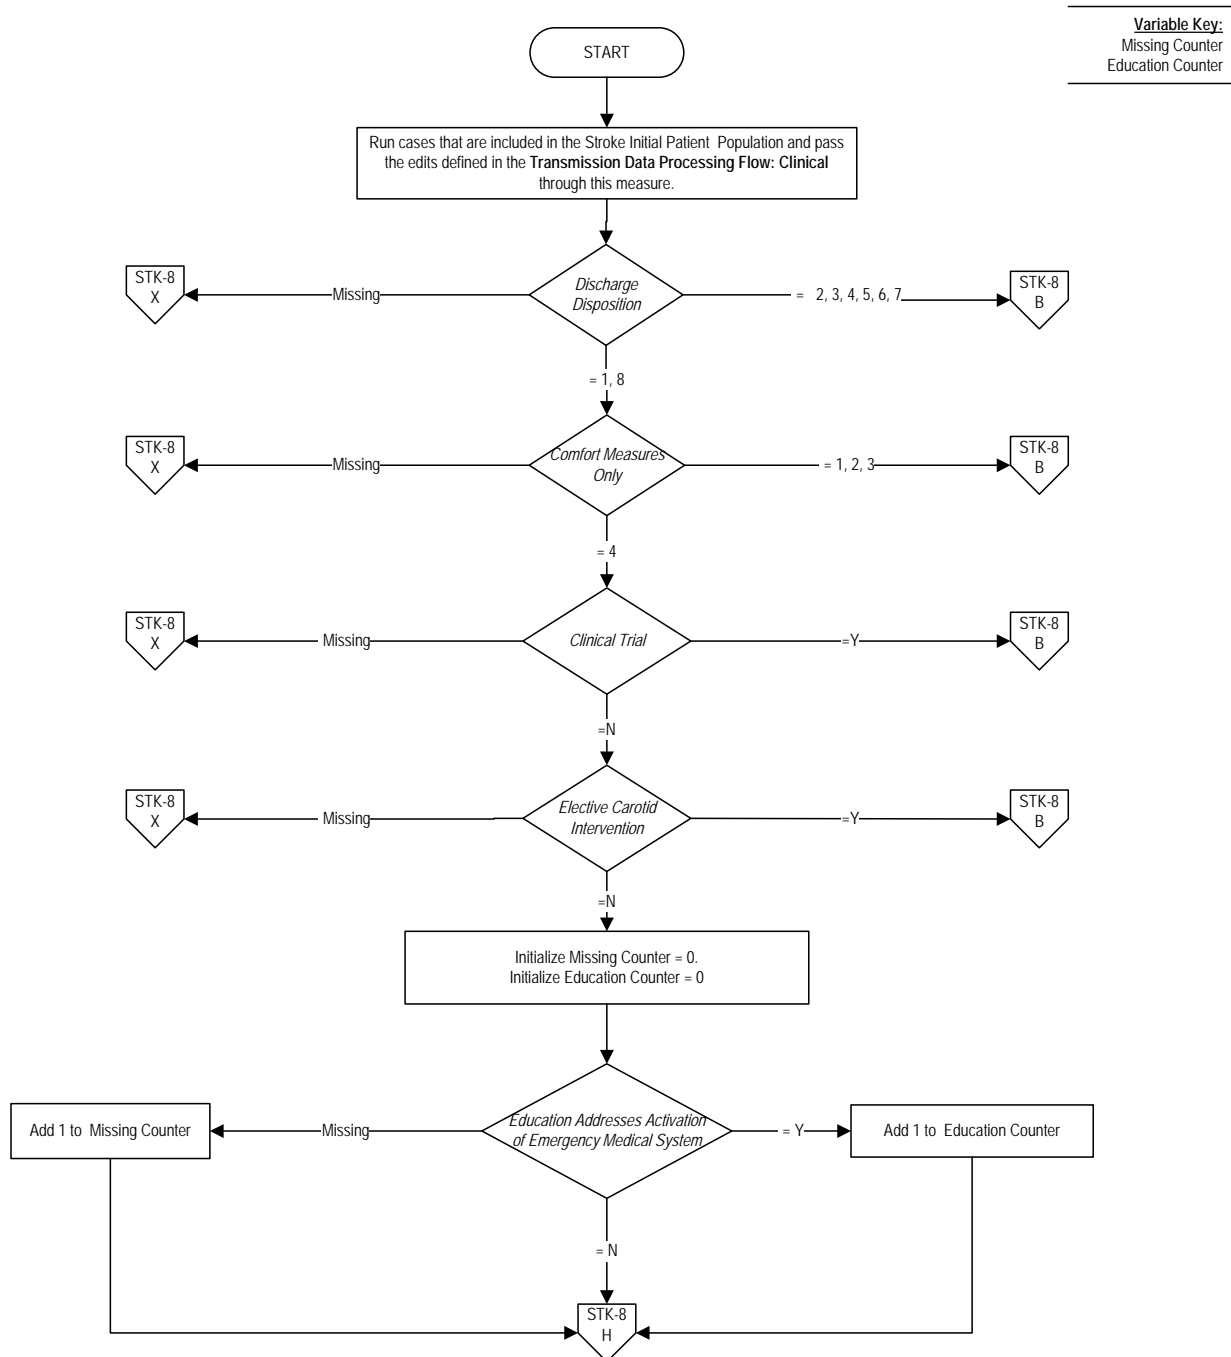 Variable Key:
Missing Counter
Education Counter
START
Run cases that are included in the Stroke Initial Patient Population and pass
the edits defined in the Transmission Data Processing Flow: Clinical
through this measure.
STK-8
X
Missing
Discharge
Disposition
= 2, 3, 4, 5, 6, 7
STK-8
B
= 1, 8
STK-8
X
Missing
Comfort Measures
Only
= 1, 2, 3
STK-8
B
= 4
STK-8
X
Missing
Clinical Trial
=Y
STK-8
B
=N
STK-8
X
Missing
Elective Carotid
Intervention
=Y
STK-8
B
=N
Initialize Missing Counter = 0.
Initialize Education Counter = 0
Add 1 to Missing Counter
Missing
Education Addresses Activation
of Emergency Medical System
= Y
Add 1 to Education Counter
= N
STK-8
H